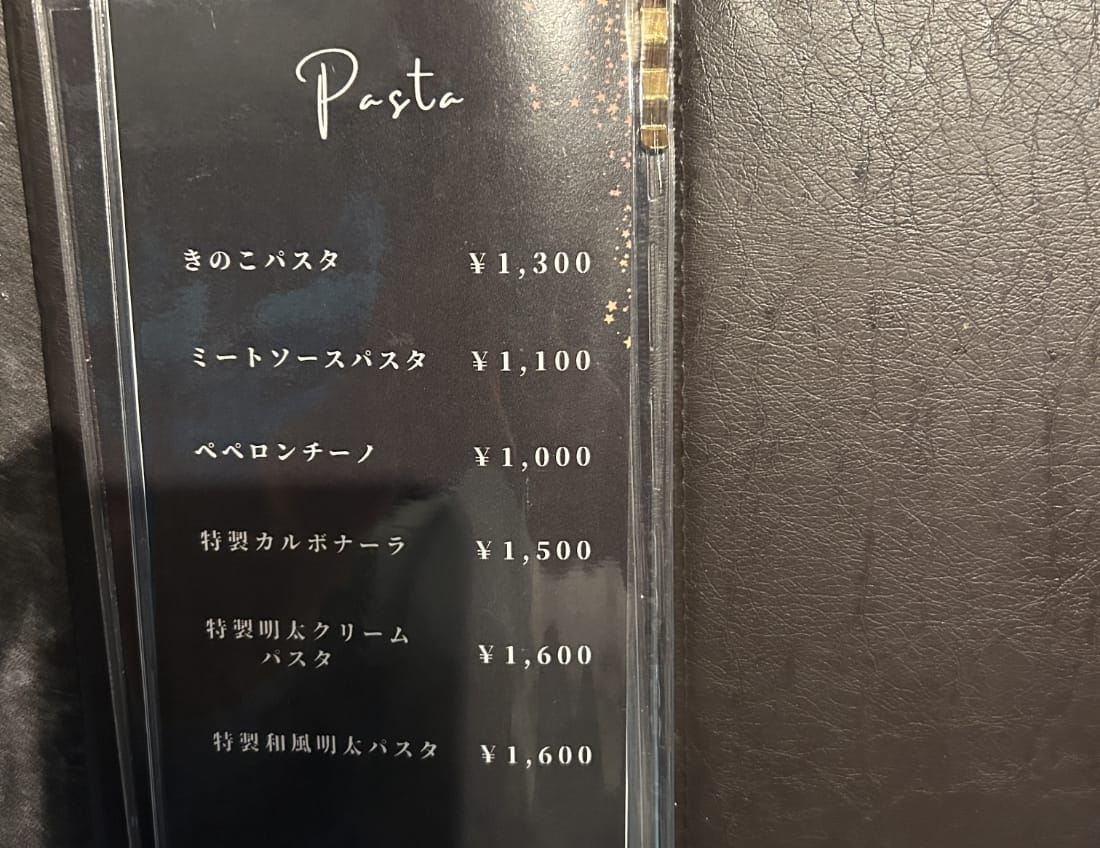 Pasta
きのこパスタ ¥1,300
ミートソースパスタ ¥1,100
ペペロンチーノ ¥1,000
特製カルボナーラ ¥1,500
特製明太クリーム
パスタ ¥1,600
特製和風明太パスタ ¥1,600